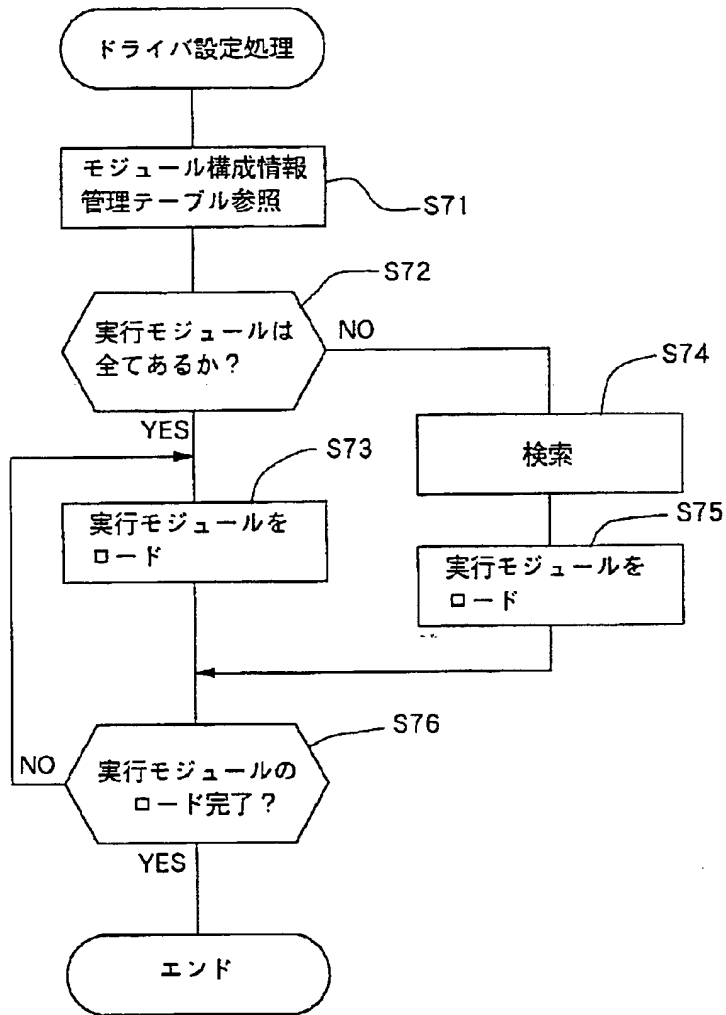 ドライバ設定処理
モジュール構成情報
管理テーブル参照
S71
S72
実行モジュールは
全てあるか?
NO
YES
S74
検索
S73
実行モジュールを
ロード
S75
実行モジュールを
ロード
S76
実行モジュールの
ロード完了?
NO
YES
エンド